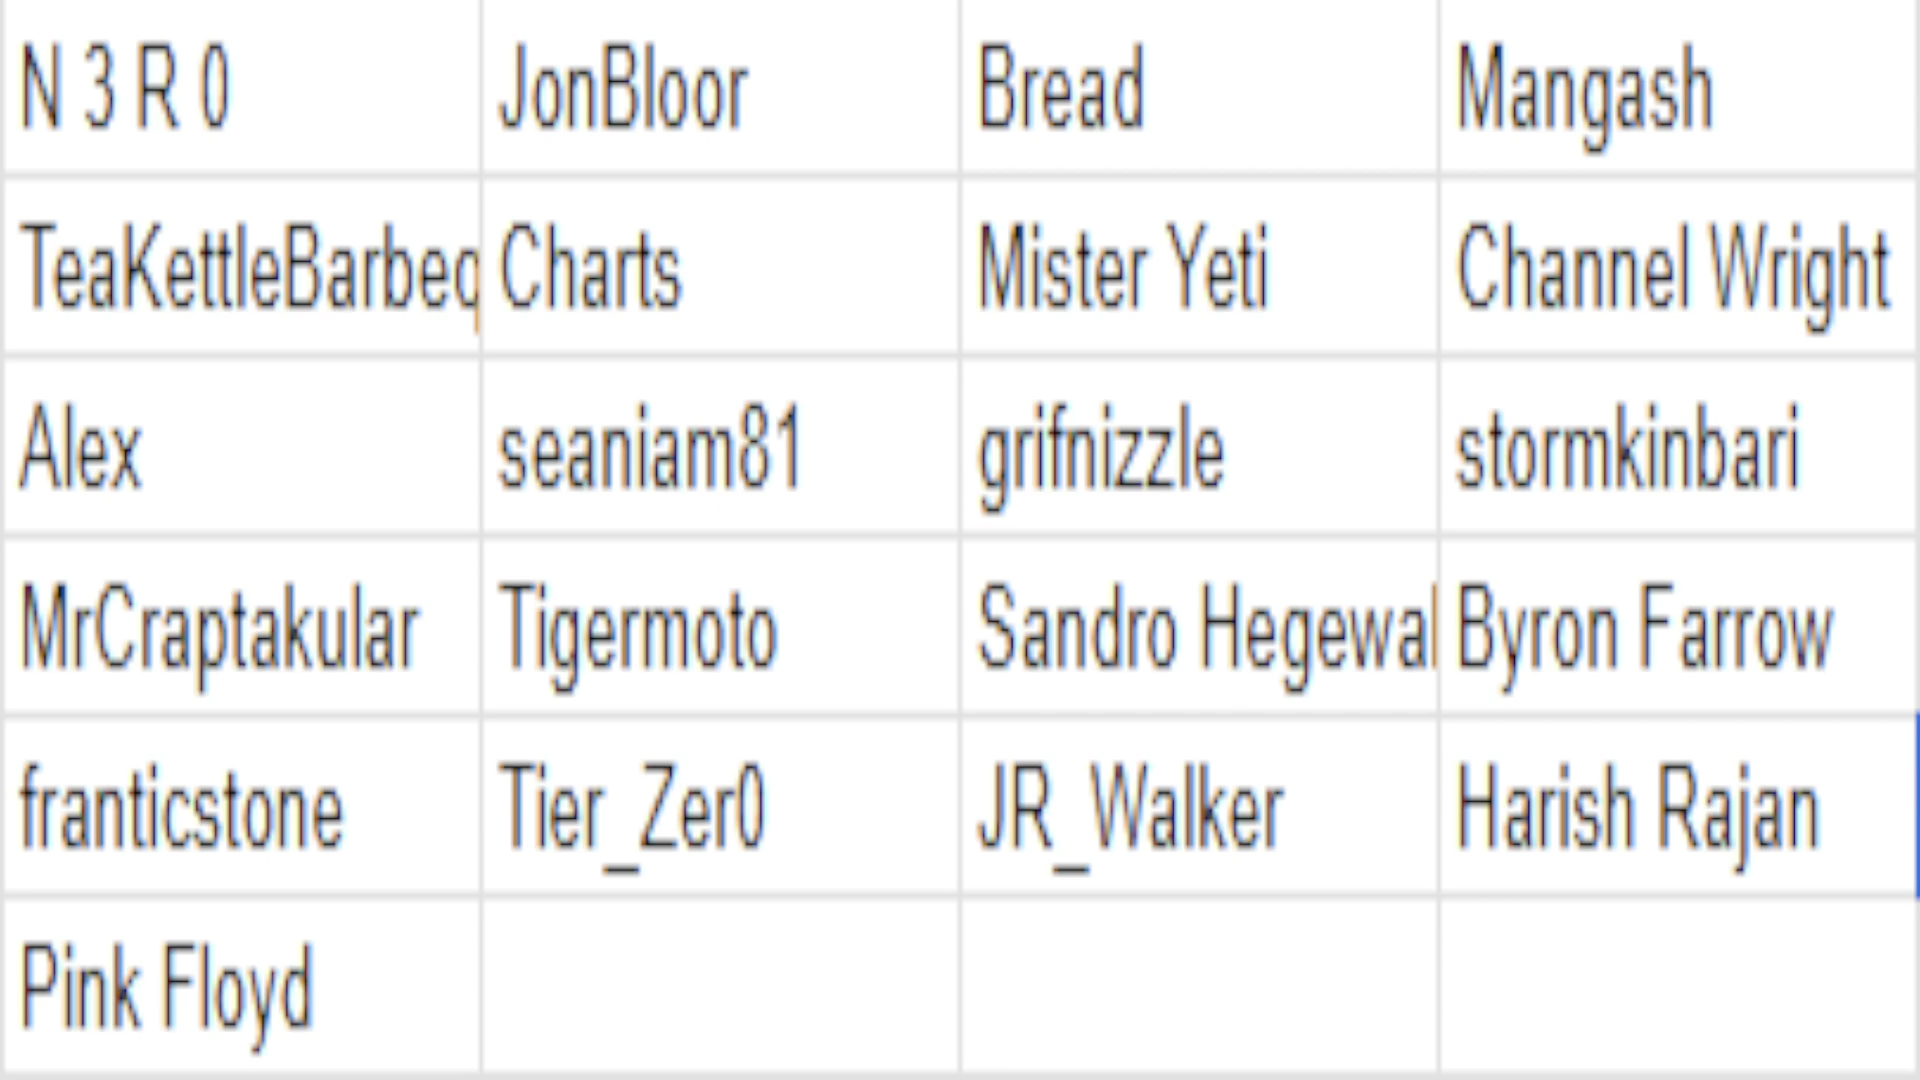 N 3 R 0 JonBloor Bread Mangash
TeaKettleBarbeq Charts Mister Yeti Channel Wright
Alex seaniam81 grifnizzle stormkinbari
MrCraptakular Tigermoto Sandro Hegewal Byron Farrow
franticstone Tier_Zer0 JR_Walker Harish Rajan
Pink Floyd